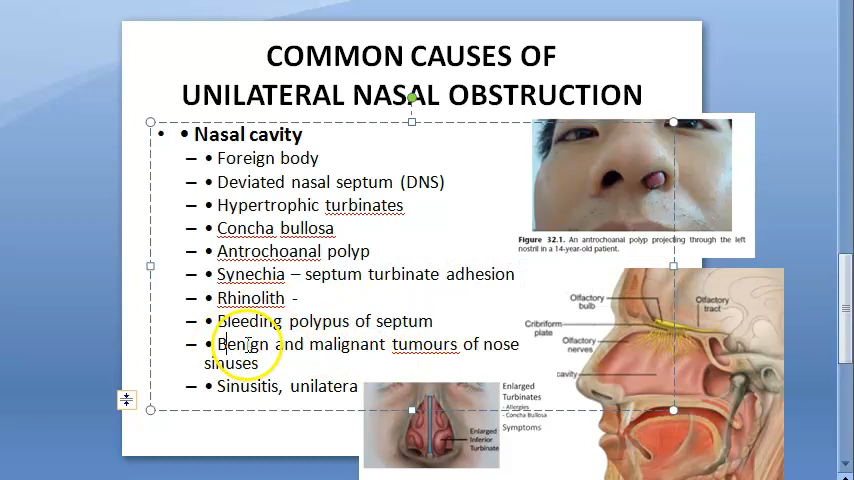 COMMON CAUSES OF
UNILATERAL NASAL OBSTRUCTION
• • Nasal cavity
– • Foreign body
– • Deviated nasal septum (DNS)
– • Hypertrophic turbinates
– • Concha bullosa
– • Antrochoanal polyp
– • Synechia – septum turbinate adhesion
– • Rhinolith -
– • Bleeding polypus of septum
– • Benign and malignant tumours of nose
sinuses
– • Sinusitis, unilatera
Figure 32.1. An antrochoanal polyp projecting through the left
nostril in a 14-year-old patient.
Olfactory
bulb
Olfactory
tract
Cribriform
plate
Olfactory
nerves
cavity
Enlarged
Turbinates
- Allergies
- Concha Bullosa
Symptoms
Enlarged
Inferior
Turbinate